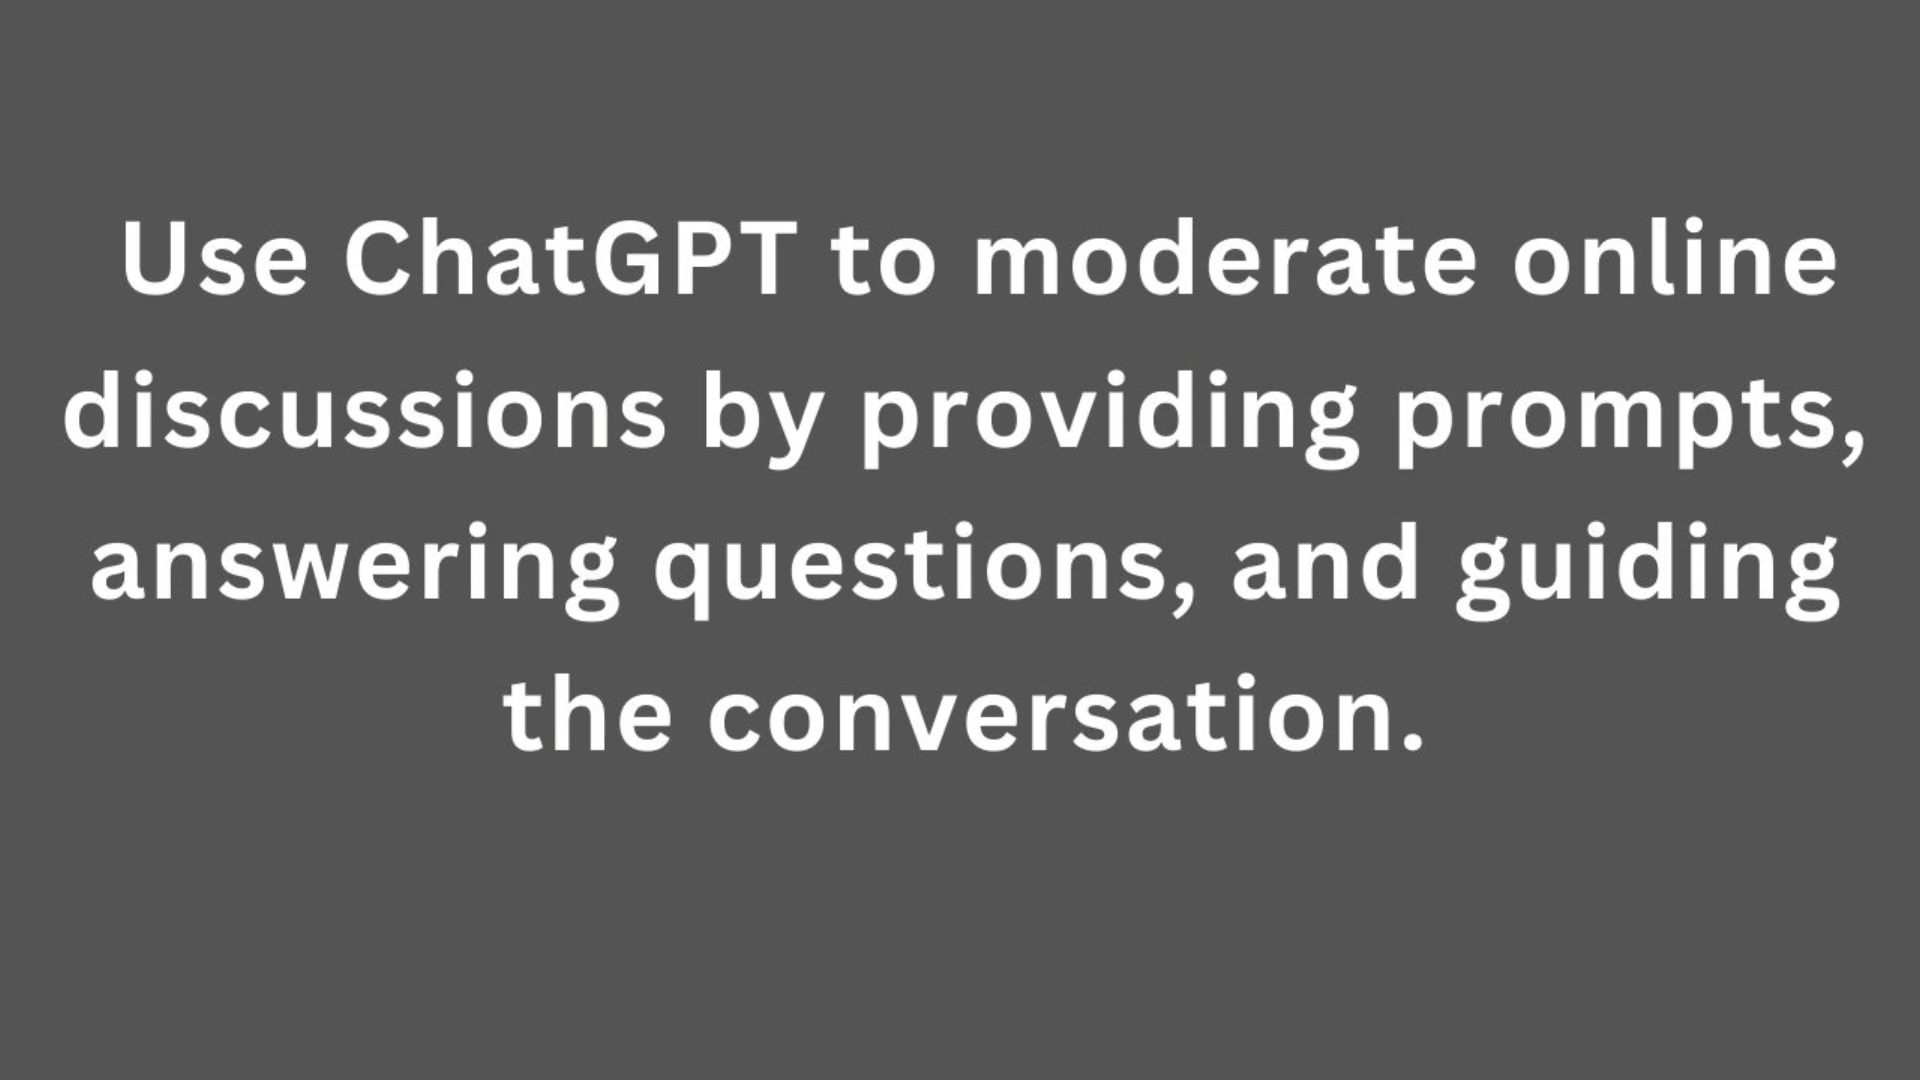 Use ChatGPT to moderate online
discussions by providing prompts,
answering questions, and guiding
the conversation.